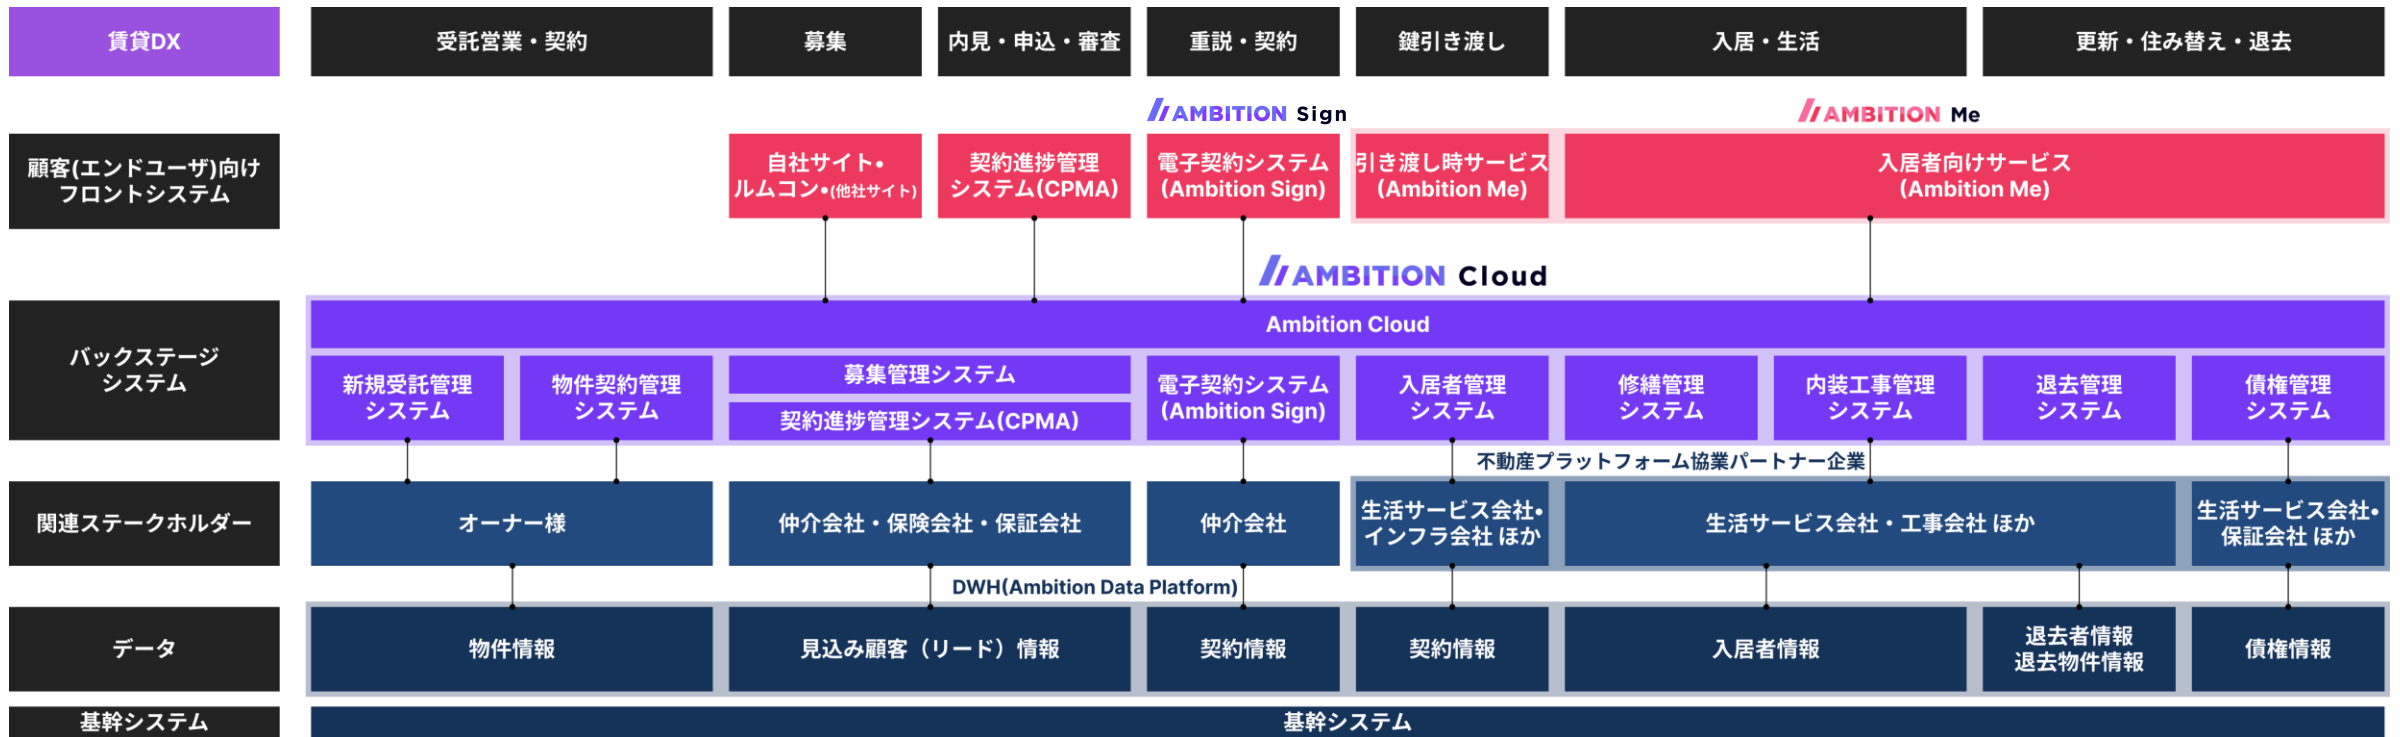 賃貸DX
受託営業・契約
募集
内見・申込・審査
重説・契約
鍵引き渡し
入居・生活
更新・住み替え・退去
AMBITION Sign
AMBITION Me
顧客(エンドユーザ)向け
フロントシステム
自社サイト•
ルムコン•(他社サイト)
契約進捗管理
システム(CPMA)
電子契約システム
(Ambition Sign)
引き渡し時サービス
(Ambition Me)
入居者向けサービス
(Ambition Me)
AMBITION Cloud
バックステージ
システム
Ambition Cloud
新規受託管理
システム
物件契約管理
システム
募集管理システム
契約進捗管理システム(CPMA)
電子契約システム
(Ambition Sign)
入居者管理
システム
修繕管理
システム
内装工事管理
システム
退去管理
システム
債権管理
システム
不動産プラットフォーム協業パートナー企業
関連ステークホルダー
オーナー様
仲介会社・保険会社・保証会社
仲介会社
生活サービス会社•
インフラ会社 ほか
生活サービス会社・工事会社 ほか
生活サービス会社•
保証会社 ほか
DWH(Ambition Data Platform)
データ
物件情報
見込み顧客（リード）情報
契約情報
契約情報
入居者情報
退去者情報
退去物件情報
債権情報
基幹システム
基幹システム